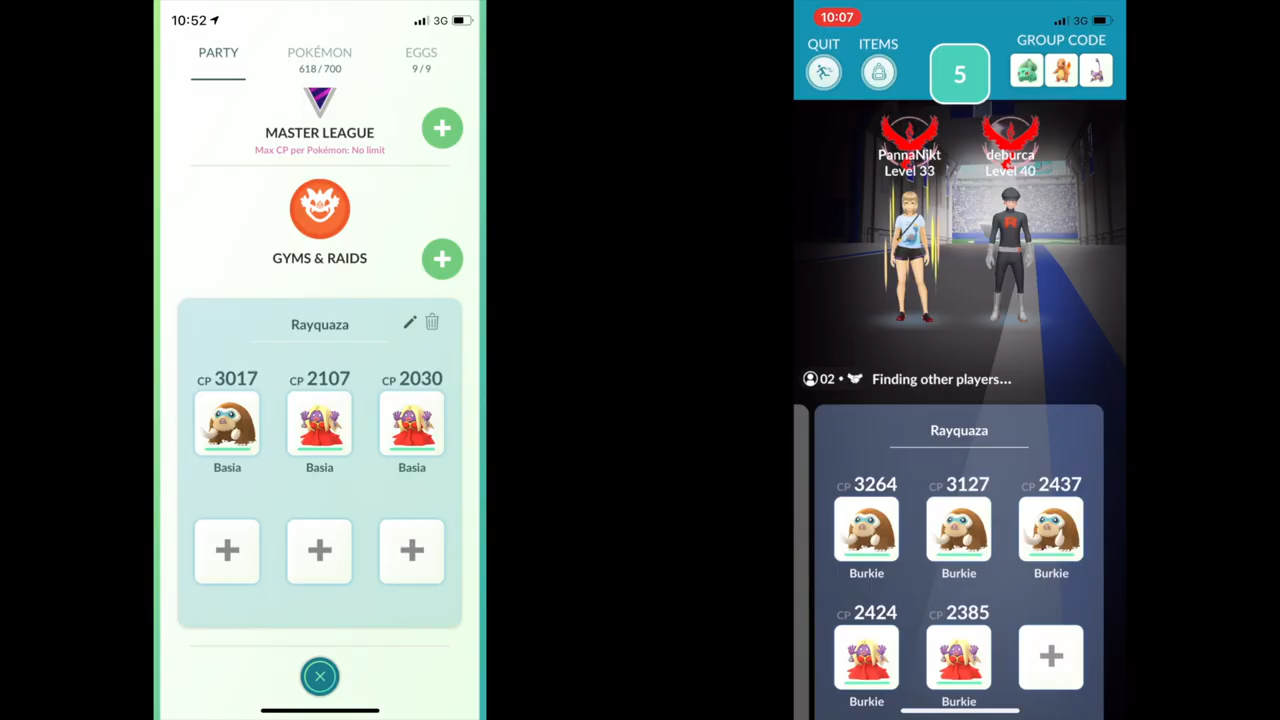 10:52
3G
PARTY
POKÉMON
618 / 700
EGGS
9 / 9
MASTER LEAGUE
Max CP per Pokémon: No limit
GYMS & RAIDS
Rayquaza
CP 3017
CP 2107
CP 2030
Basia
Basia
Basia
10:07
3G
QUIT
ITEMS
5
GROUP CODE
PannaNikt
Level 33
deburca
Level 40
R
02 • Finding other players...
Rayquaza
CP 3264
CP 3127
CP 2437
Burkie
Burkie
Burkie
CP 2424
CP 2385
Burkie
Burkie